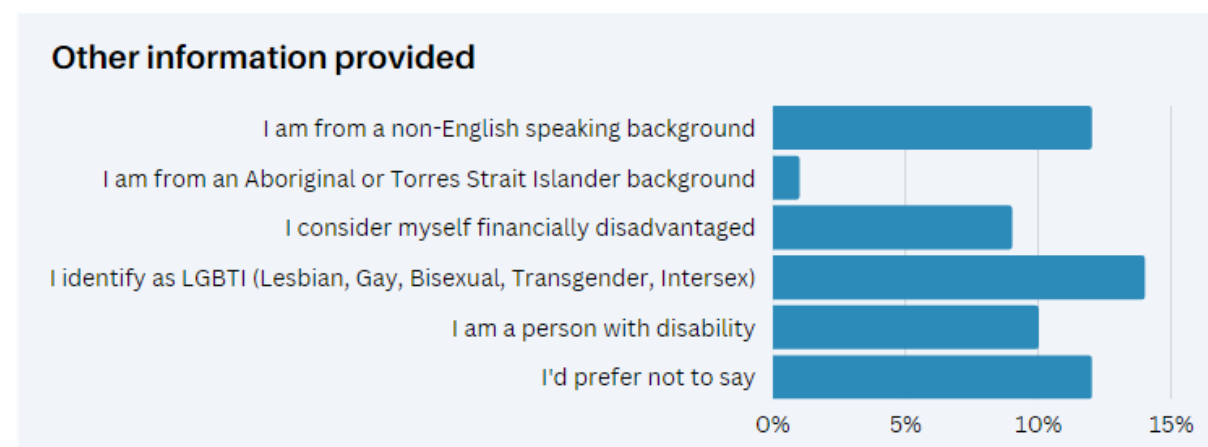 Other information provided
I am from a non-English speaking background
I am from an Aboriginal or Torres Strait Islander background
I consider myself financially disadvantaged
I identify as LGBTI (Lesbian, Gay, Bisexual, Transgender, Intersex)
I am a person with disability
I'd prefer not to say
0% 5% 10% 15%